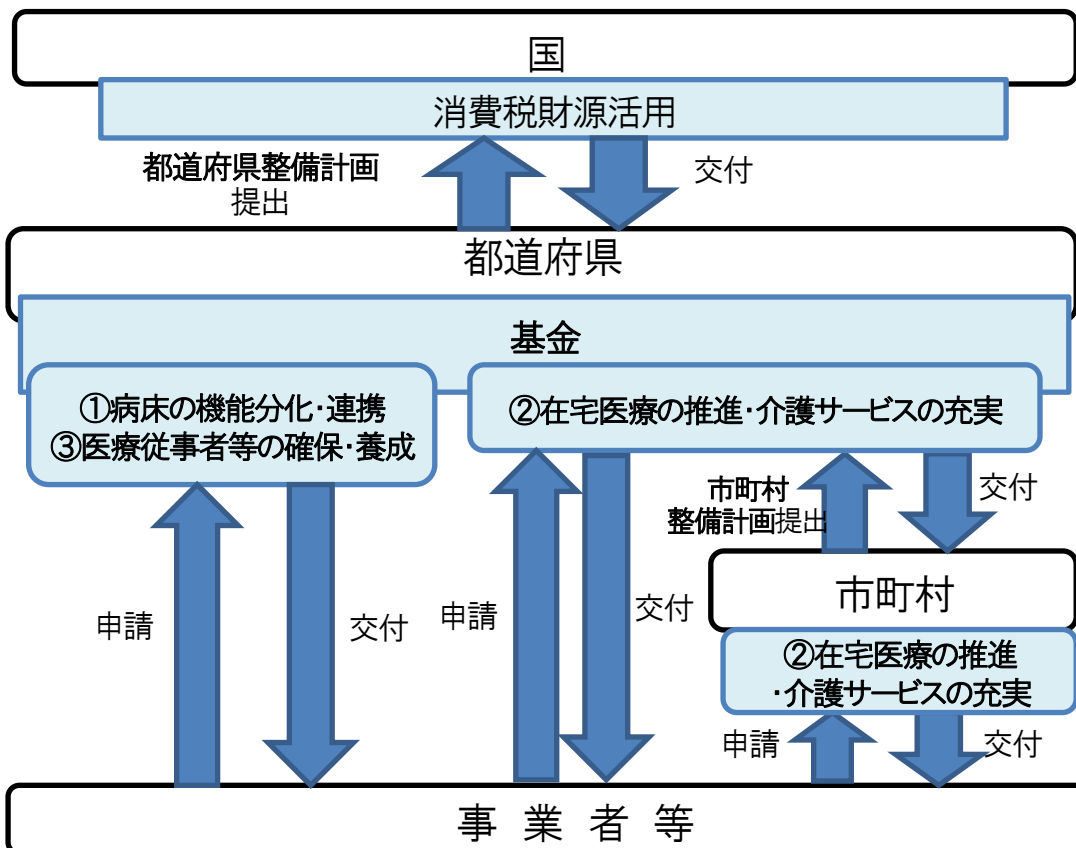 国
消費税財源活用
都道府県整備計画
提出
交付
都道府県
基金
①病床の機能分化・連携
③医療従事者等の確保・養成
②在宅医療の推進・介護サービスの充実
市町村
整備計画提出
交付
市町村
②在宅医療の推進
・介護サービスの充実
申請
交付
申請
交付
申請
交付
事業者等